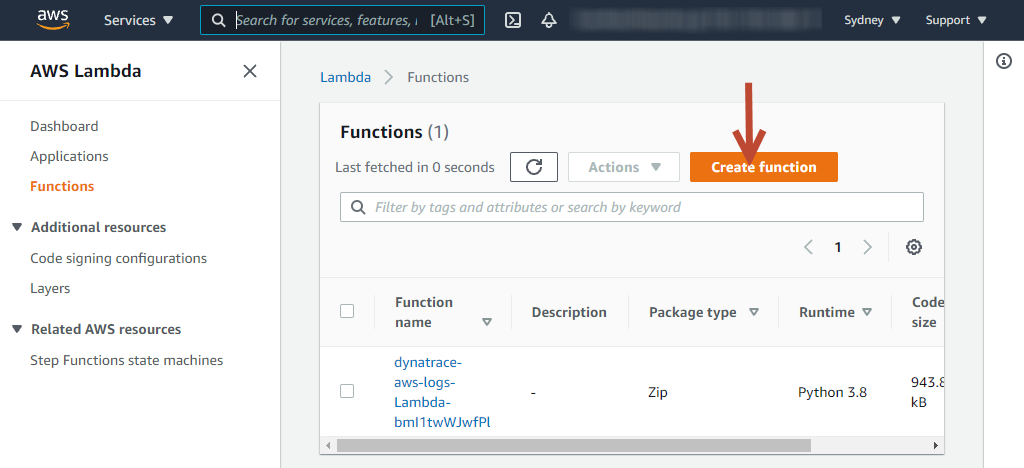 aws
Services
Search for services, features, [Alt+S]
Sydney
Support
AWS Lambda
Dashboard
Applications
Functions
Additional resources
Code signing configurations
Layers
Related AWS resources
Step Functions state machines
Lambda
Functions
Functions (1)
Last fetched in 0 seconds
Actions
Create function
Filter by tags and attributes or search by keyword
1
Function
name
Description
Package type
Runtime
Code
size
dynatrace-
aws-logs-
Lambda-
bmI1twWJwfPl
-
Zip
Python 3.8
943.8
kB